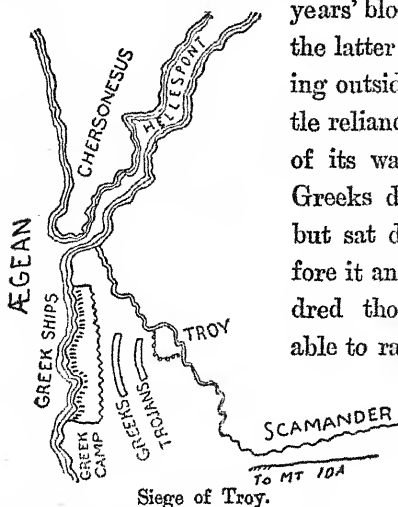 years' blo
the latter
ing outsid
tle relianc
of its wa
Greeks d
but sat d
fore it an
dred tho
able to ra
CHERSONESUS
HELLESPONT
ÆGEAN
GREEK SHIPS
GREEK
CAMP
GREEKS
TROJANS
TROY
SCAMANDER
TO MT IDA
Siege of Troy.